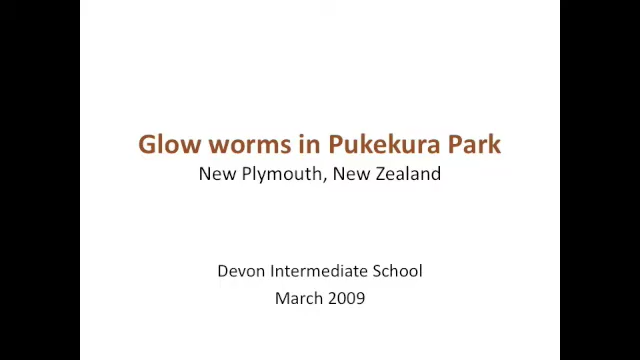 Glow worms in Pukekura Park
New Plymouth, New Zealand
Devon Intermediate School
March 2009